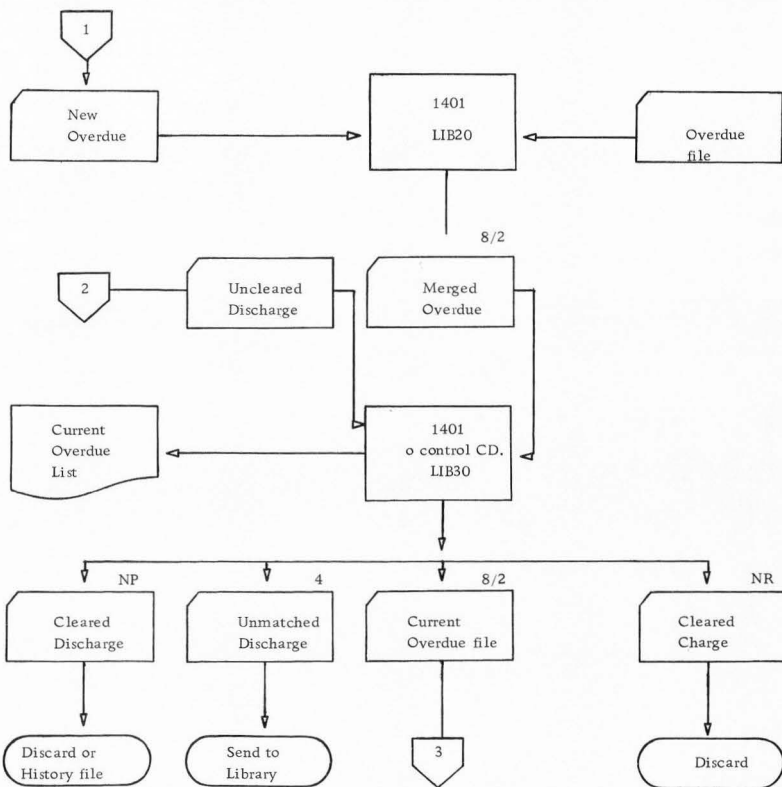 1
New
Overdue
1401
LIB20
Overdue
file
8/2
2
Uncleared
Discharge
Merged
Overdue
Current
Overdue
List
1401
o control CD.
LIB30
NP
4
8/2
NR
Cleared
Discharge
Unmatched
Discharge
Current
Overdue file
Cleared
Charge
Discard or
History file
Send to
Library
3
Discard